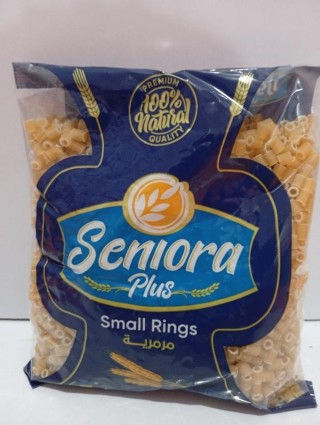 PREMIUM
100%
Natural
QUALITY
Seniora
Plus
Small Rings
مرمرية